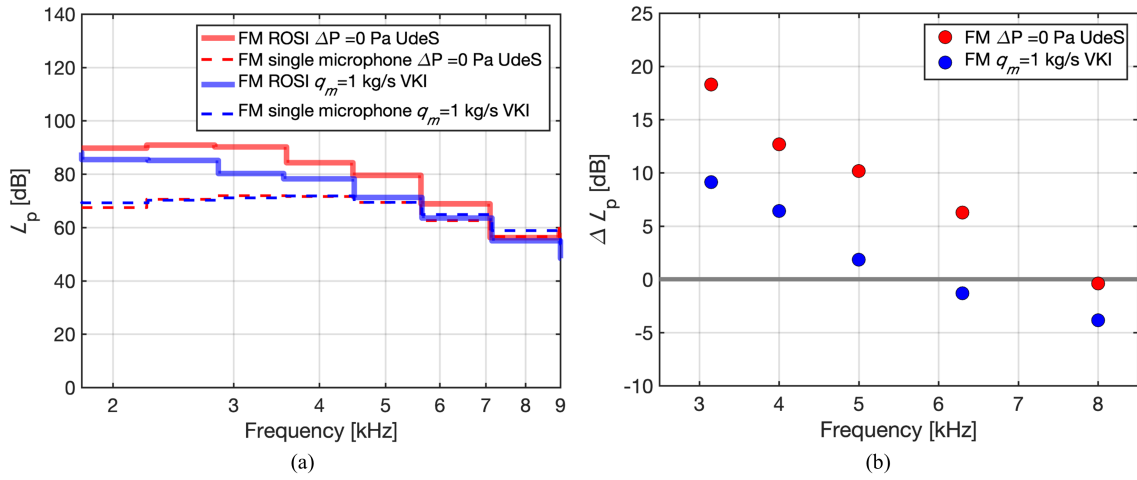 140
120
100
80
60
40
20
0
L_p [dB]
FM ROSI ΔP =0 Pa UdeS
FM single microphone ΔP =0 Pa UdeS
FM ROSI q_m=1 kg/s VKI
FM single microphone q_m=1 kg/s VKI
2 3 4 5 6 7 8 9
Frequency [kHz]
(a)
25
20
15
10
5
0
-5
-10
Δ L_p [dB]
FM ΔP =0 Pa UdeS
FM q_m=1 kg/s VKI
3 4 5 6 7 8
Frequency [kHz]
(b)